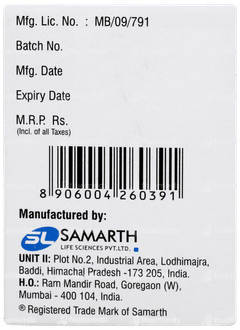 Mfg. Lic. No. : MB/09/791
Batch No.
Mfg. Date
Expiry Date
M.R.P. Rs.
(Incl. of all Taxes)
8 906004 260391
Manufactured by:
SL SAMARTH
LIFE SCIENCES PVT. LTD.
UNIT II: Plot No.2, Industrial Area, Lodhimajra,
Baddi, Himachal Pradesh -173 205, India.
H.O.: Ram Mandir Road, Goregaon (W),
Mumbai - 400 104, India.
® Registered Trade Mark of Samarth